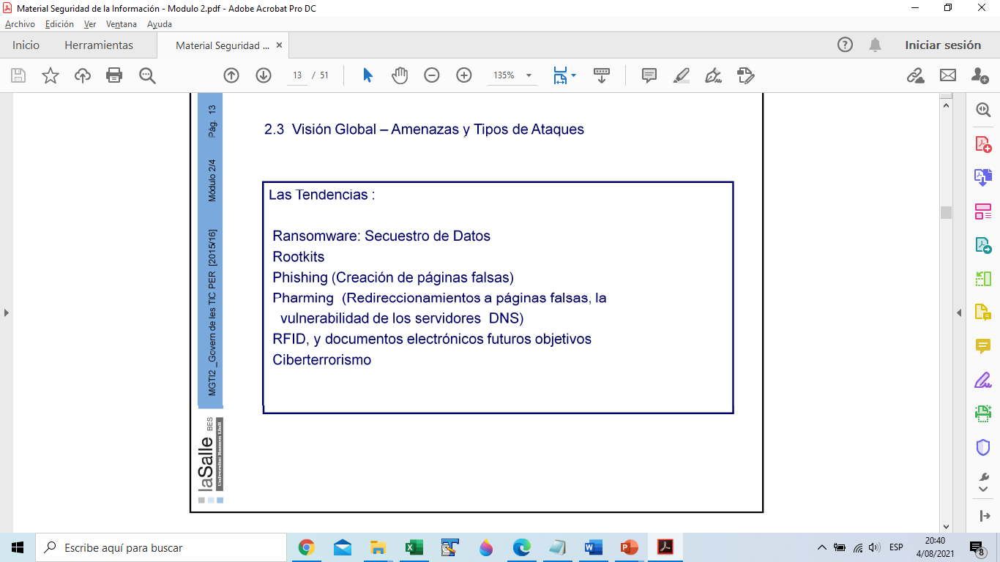 Material Seguridad de la Información - Modulo 2.pdf - Adobe Acrobat Pro DC
Archivo Edición Ver Ventana Ayuda
Inicio Herramientas Material Seguridad ... × Iniciar sesión
13 / 51 135%
MGTI2 _Govern de les TIC PER [2015/16] Módulo 2/4 Pág. 13
laSalle BES
Universitat Ramon Llull
2.3 Visión Global – Amenazas y Tipos de Ataques
Las Tendencias :
Ransomware: Secuestro de Datos
Rootkits
Phishing (Creación de páginas falsas)
Pharming (Redireccionamientos a páginas falsas, la
vulnerabilidad de los servidores DNS)
RFID, y documentos electrónicos futuros objetivos
Ciberterrorismo
Escribe aquí para buscar
ESP
20:40
4/08/2021
8